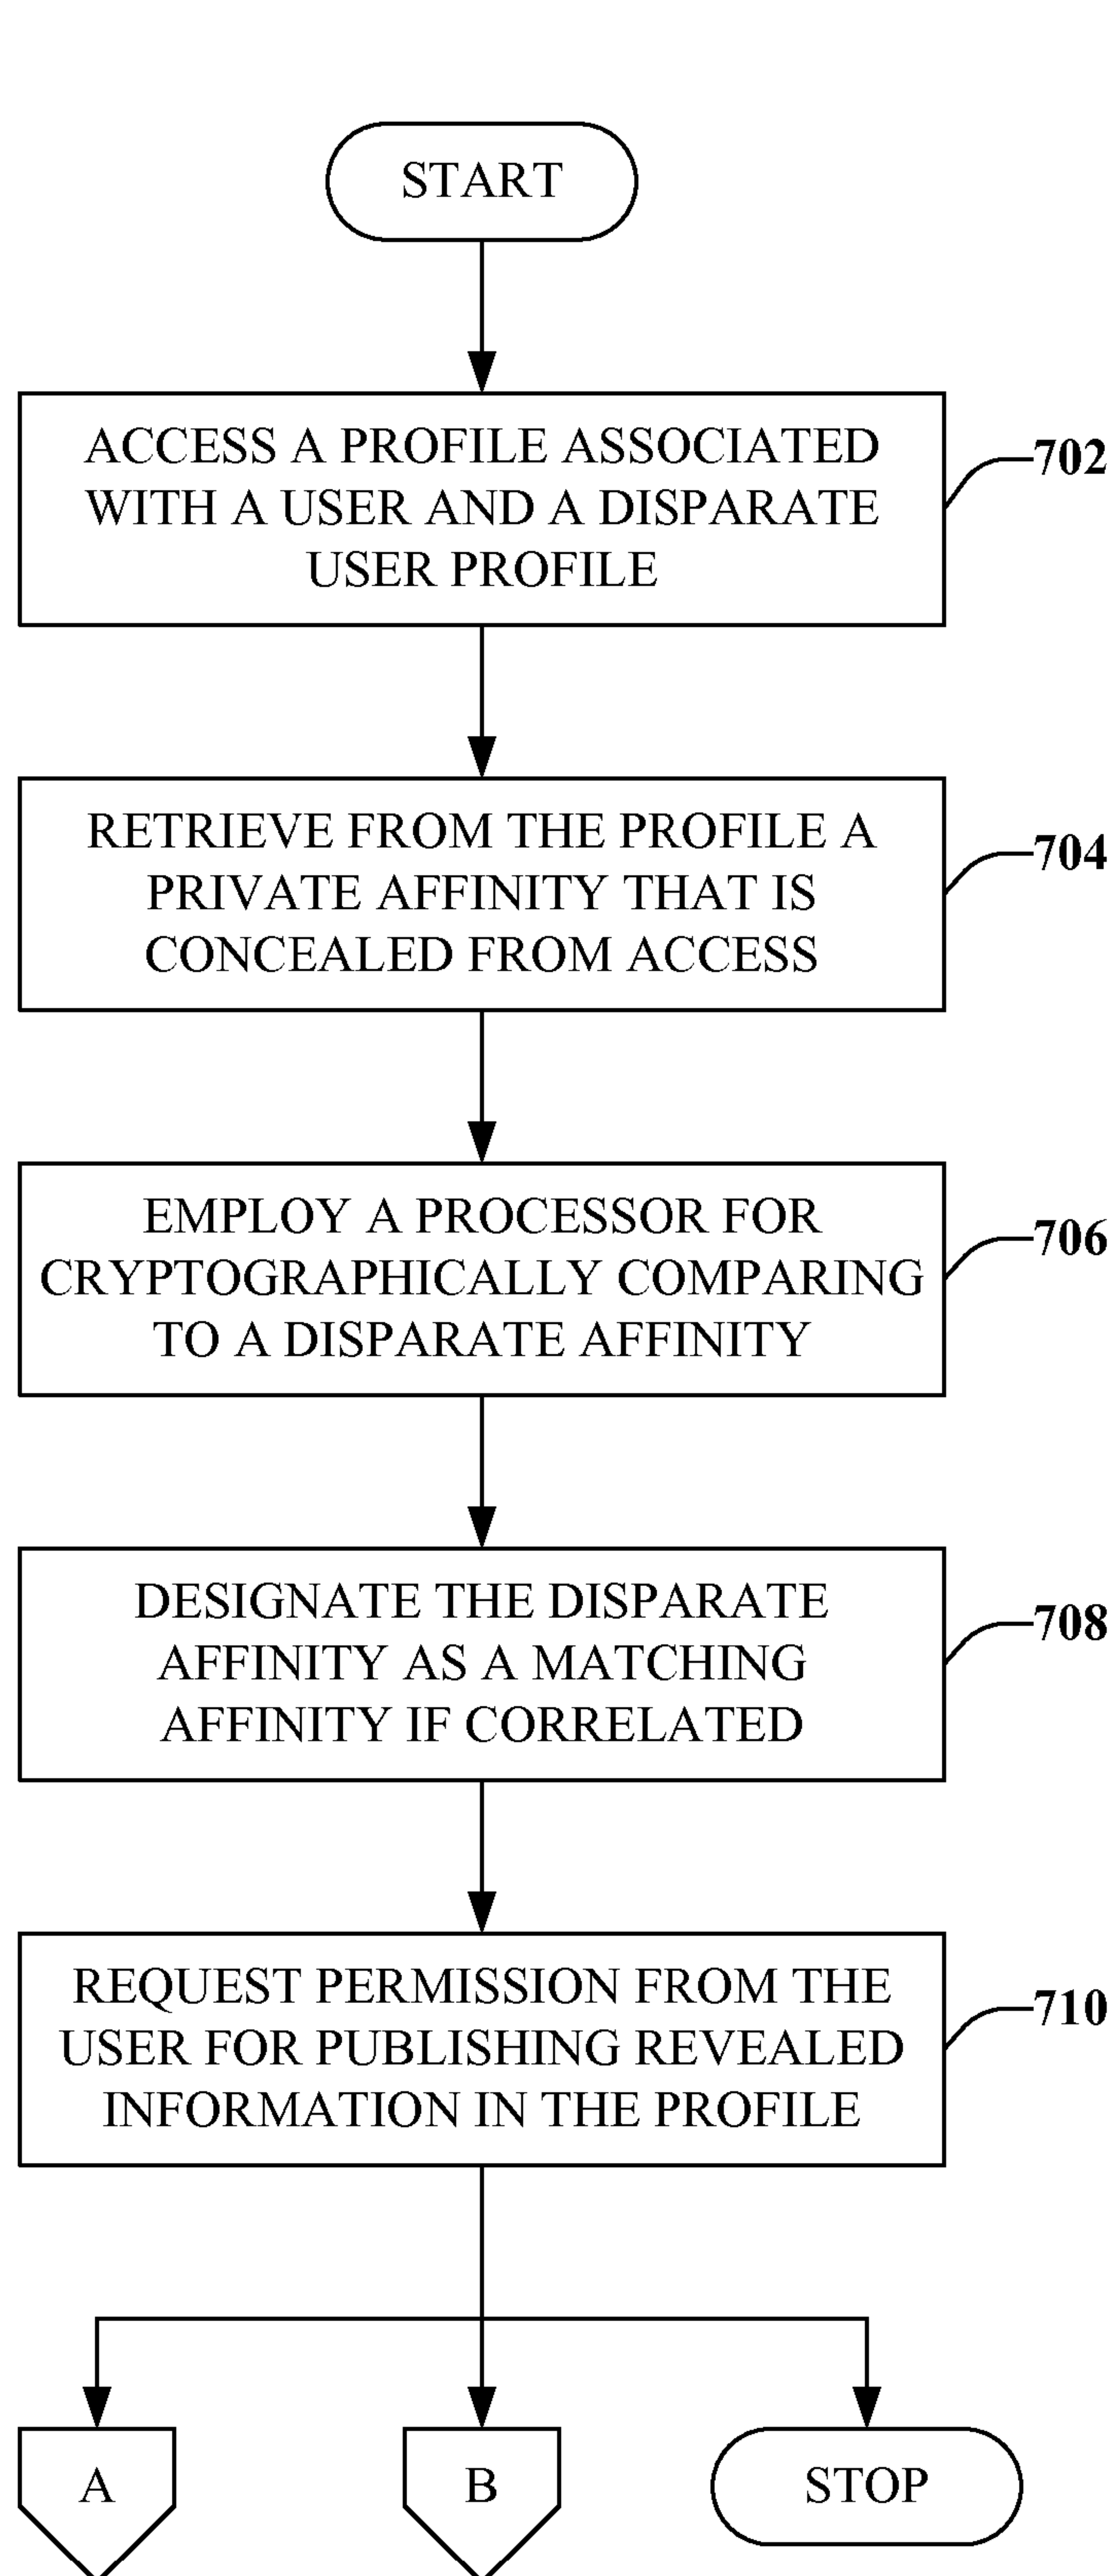 START
ACCESS A PROFILE ASSOCIATED
WITH A USER AND A DISPARATE
USER PROFILE
702
RETRIEVE FROM THE PROFILE A
PRIVATE AFFINITY THAT IS
CONCEALED FROM ACCESS
704
EMPLOY A PROCESSOR FOR
CRYPTOGRAPHICALLY COMPARING
TO A DISPARATE AFFINITY
706
DESIGNATE THE DISPARATE
AFFINITY AS A MATCHING
AFFINITY IF CORRELATED
708
REQUEST PERMISSION FROM THE
USER FOR PUBLISHING REVEALED
INFORMATION IN THE PROFILE
710
A
B
STOP